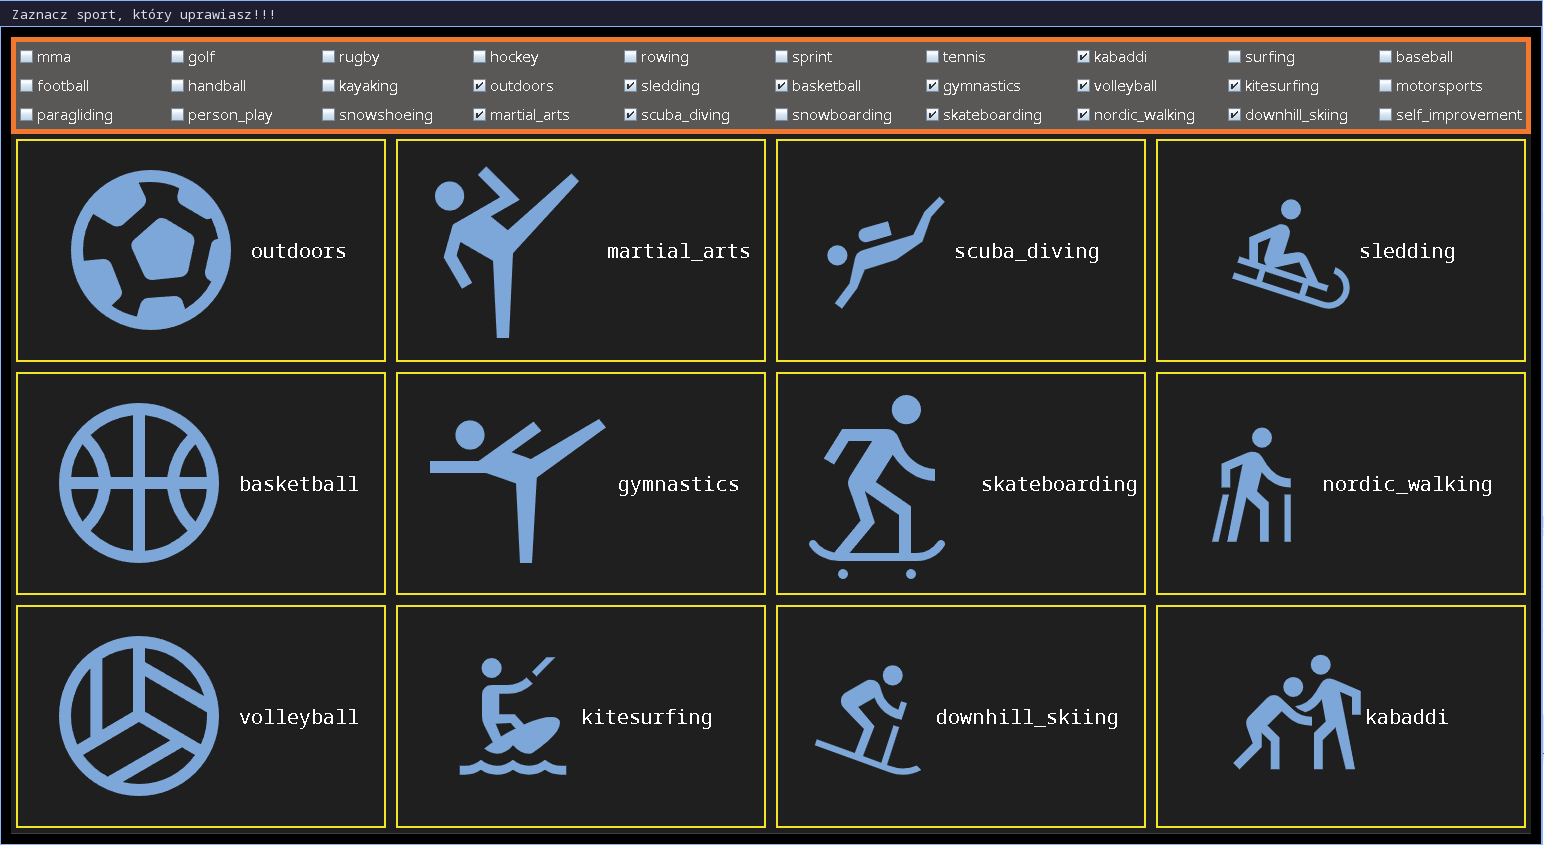 Zaznacz sport, który uprawiasz!!!
mma golf rugby hockey rowing sprint tennis kabaddi surfing baseball
football handball kayaking outdoors sledding basketball gymnastics volleyball kitesurfing motorsports
paragliding person_play snowshoeing martial_arts scuba_diving snowboarding skateboarding nordic_walking downhill_skiing self_improvement
outdoors martial_arts scuba_diving sledding
basketball gymnastics skateboarding nordic_walking
volleyball kitesurfing downhill_skiing kabaddi